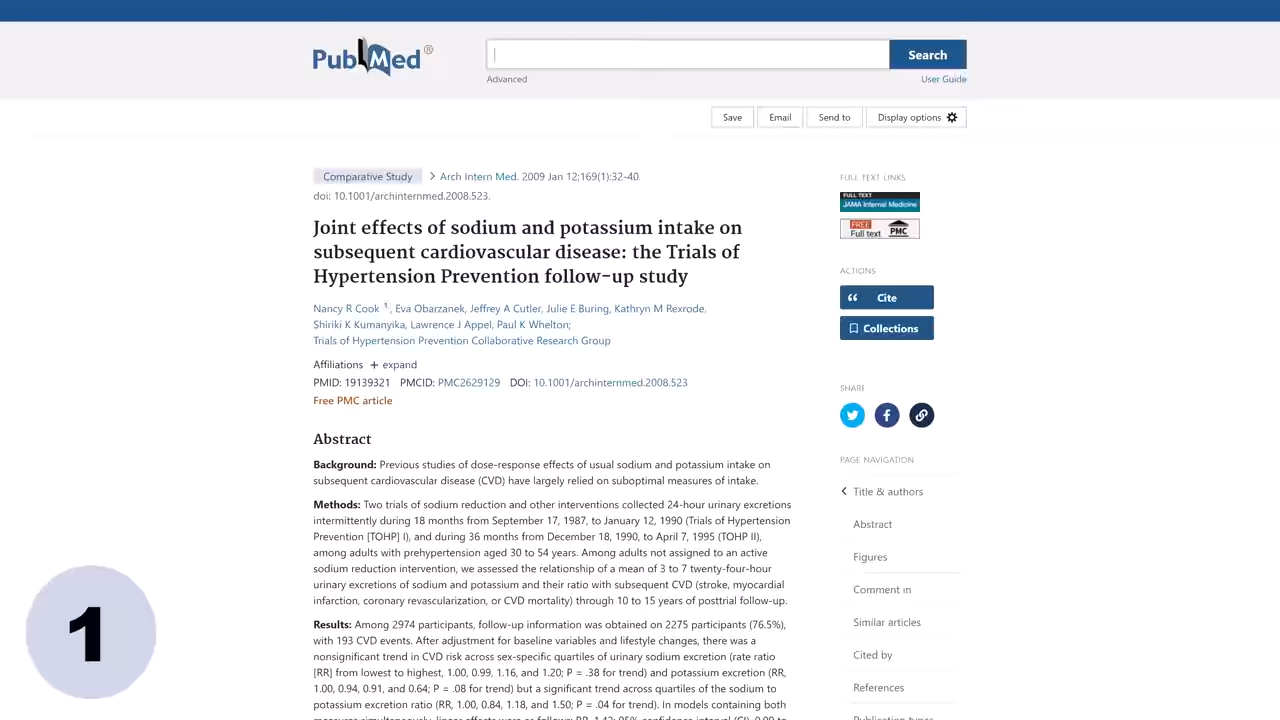 PubMed®
Search
Advanced
User Guide
Save
Email
Send to
Display options
Comparative Study
Arch Intern Med. 2009 Jan 12;169(1):32-40.
doi: 10.1001/archinternmed.2008.523.
Joint effects of sodium and potassium intake on
subsequent cardiovascular disease: the Trials of
Hypertension Prevention follow-up study
Nancy R Cook 1, Eva Obarzanek, Jeffrey A Cutler, Julie E Buring, Kathryn M Rexrode,
Shiriki K Kumanyika, Lawrence J Appel, Paul K Whelton;
Trials of Hypertension Prevention Collaborative Research Group
Affiliations + expand
PMID: 19139321 PMCID: PMC2629129 DOI: 10.1001/archinternmed.2008.523
Free PMC article
Abstract
Background: Previous studies of dose-response effects of usual sodium and potassium intake on
subsequent cardiovascular disease (CVD) have largely relied on suboptimal measures of intake.
Methods: Two trials of sodium reduction and other interventions collected 24-hour urinary excretions
intermittently during 18 months from September 17, 1987, to January 12, 1990 (Trials of Hypertension
Prevention [TOHP] I), and during 36 months from December 18, 1990, to April 7, 1995 (TOHP II),
among adults with prehypertension aged 30 to 54 years. Among adults not assigned to an active
sodium reduction intervention, we assessed the relationship of a mean of 3 to 7 twenty-four-hour
urinary excretions of sodium and potassium and their ratio with subsequent CVD (stroke, myocardial
infarction, coronary revascularization, or CVD mortality) through 10 to 15 years of posttrial follow-up.
Results: Among 2974 participants, follow-up information was obtained on 2275 participants (76.5%),
with 193 CVD events. After adjustment for baseline variables and lifestyle changes, there was a
nonsignificant trend in CVD risk across sex-specific quartiles of urinary sodium excretion (rate ratio
[RR] from lowest to highest, 1.00, 0.99, 1.16, and 1.20; P = .38 for trend) and potassium excretion (RR,
1.00, 0.94, 0.91, and 0.64; P = .08 for trend) but a significant trend across quartiles of the sodium to
potassium excretion ratio (RR, 1.00, 0.84, 1.18, and 1.50; P = .04 for trend). In models containing both
FULL TEXT LINKS
FULL TEXT
JAMA Internal Medicine
FREE
Full text PMC
ACTIONS
Cite
Collections
SHARE
PAGE NAVIGATION
Title & authors
Abstract
Figures
Comment in
Similar articles
Cited by
References
Publication types
1